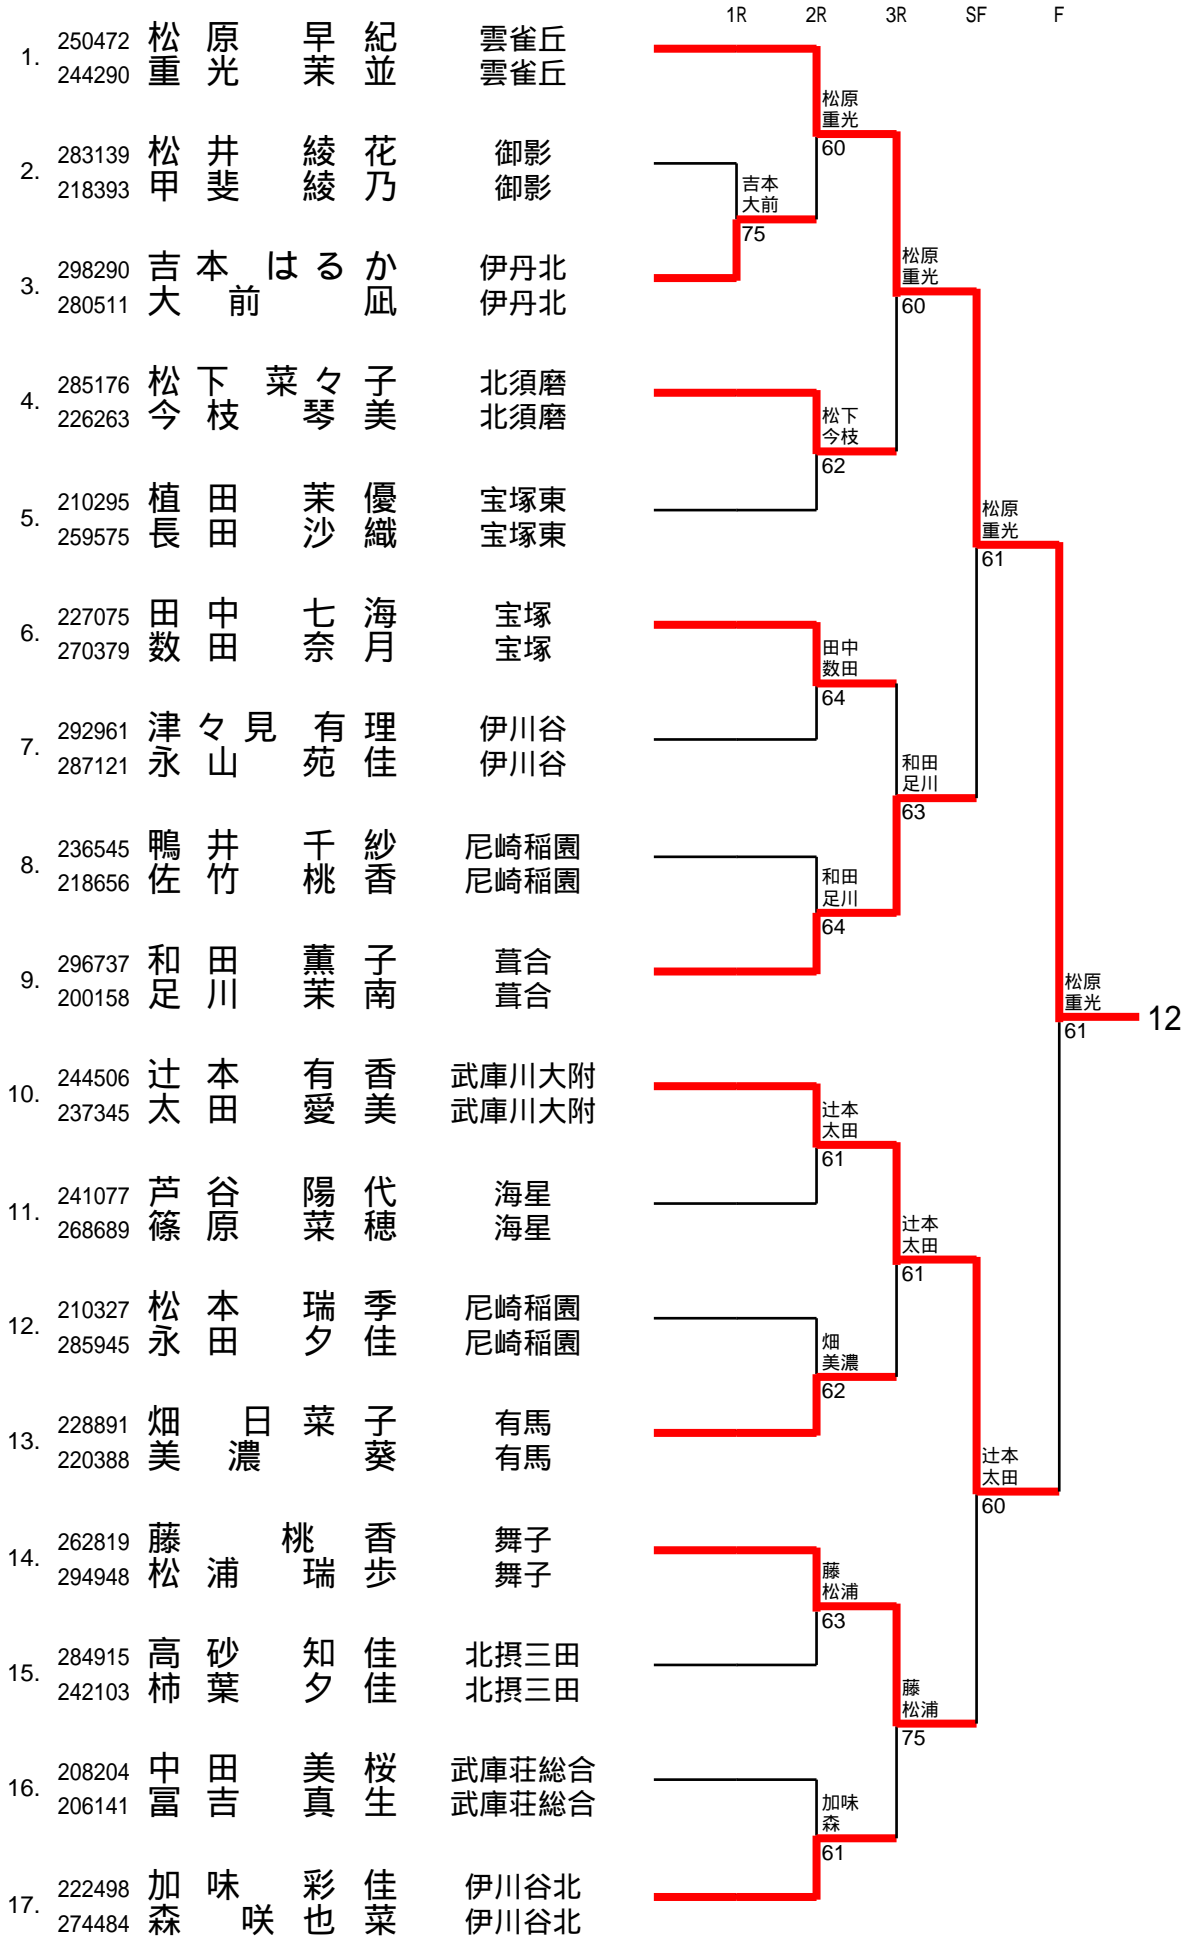 1R 2R 3R SF F
1. 250472 松原 早紀 雲雀丘
244290 重光 茉並 雲雀丘
2. 283139 松井 綾花 御影
218393 甲斐 綾乃 御影
3. 298290 吉本 はるか 伊丹北
280511 大前 凪 伊丹北
4. 285176 松下 菜々子 北須磨
226263 今枝 琴美 北須磨
5. 210295 植田 茉優 宝塚東
259575 長田 沙織 宝塚東
6. 227075 田中 七海 宝塚
270379 数田 奈月 宝塚
7. 292961 津々見 有理 伊川谷
287121 永山 苑佳 伊川谷
8. 236545 鴨井 千紗 尼崎稲園
218656 佐竹 桃香 尼崎稲園
9. 296737 和田 薫子 葺合
200158 足川 茉南 葺合
10. 244506 辻本 有香 武庫川大附
237345 太田 愛美 武庫川大附
11. 241077 芦谷 陽代 海星
268689 篠原 菜穂 海星
12. 210327 松本 瑞季 尼崎稲園
285945 永田 夕佳 尼崎稲園
13. 228891 畑 日菜子 有馬
220388 美濃 葵 有馬
14. 262819 藤 桃香 舞子
294948 松浦 瑞歩 舞子
15. 284915 高砂 知佳 北摂三田
242103 柿葉 夕佳 北摂三田
16. 208204 中田 美桜 武庫荘総合
206141 冨吉 真生 武庫荘総合
17. 222498 加味 彩佳 伊川谷北
274484 森 咲也菜 伊川谷北
吉本
大前
75
松原
重光
60
松下
今枝
62
田中
数田
64
和田
足川
64
辻本
太田
61
畑
美濃
62
藤
松浦
63
加味
森
61
松原
重光
60
和田
足川
63
辻本
太田
61
藤
松浦
75
松原
重光
61
辻本
太田
60
松原
重光
61
12